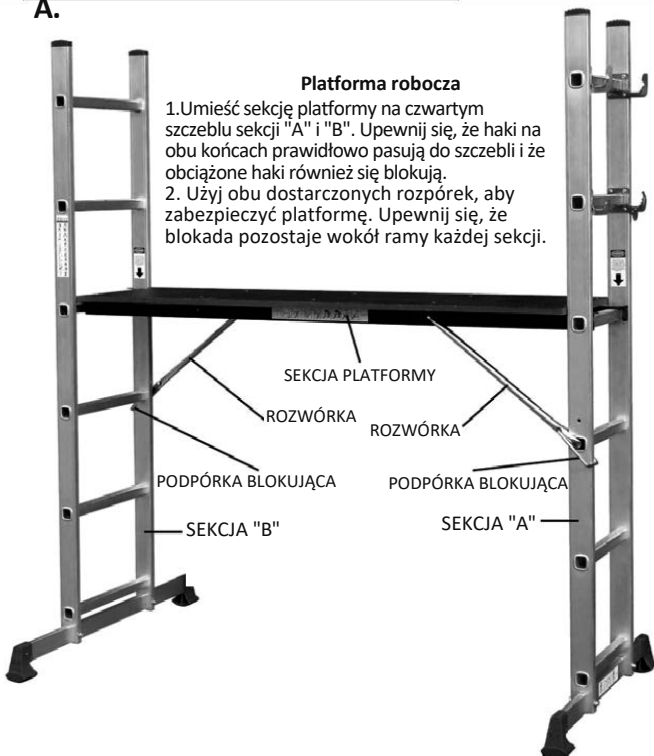 A.
Platforma robocza
1.Umieść sekcję platformy na czwartym
szczeblu sekcji "A" i "B". Upewnij się, że haki na
obu końcach prawidłowo pasują do szczebli i że
obciążone haki również się blokują.
2. Użyj obu dostarczonych rozpórek, aby
zabezpieczyć platformę. Upewnij się, że
blokada pozostaje wokół ramy każdej sekcji.
SEKCJA PLATFORMY
ROZWÓRKA
ROZWÓRKA
PODPÓRKA BLOKUJĄCA
PODPÓRKA BLOKUJĄCA
SEKCJA "B"
SEKCJA "A"